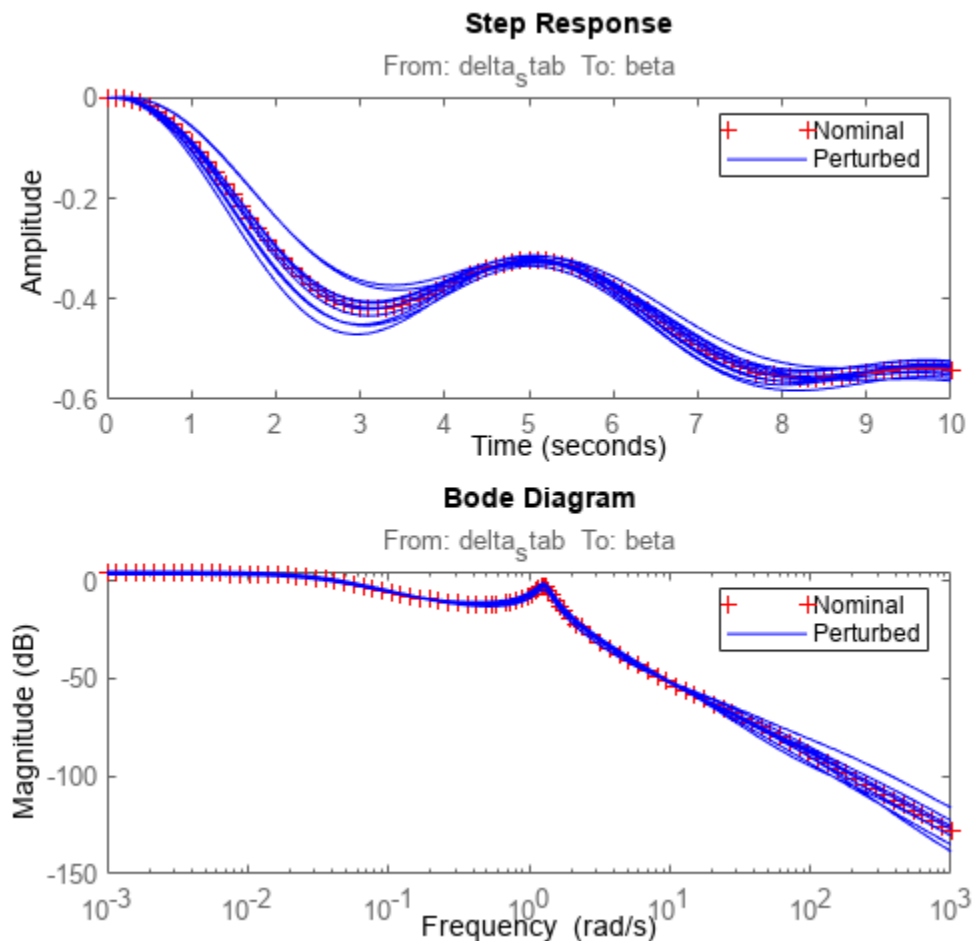 Step Response
From: delta_stab To: beta
0
-0.2
-0.4
-0.6
Amplitude
Nominal
Perturbed
0 1 2 3 4 5 6 7 8 9 10
Time (seconds)
Bode Diagram
From: delta_stab To: beta
0
-50
-100
-150
Magnitude (dB)
Nominal
Perturbed
10^-3 10^-2 10^-1 10^0 10^1 10^2 10^3
Frequency (rad/s)